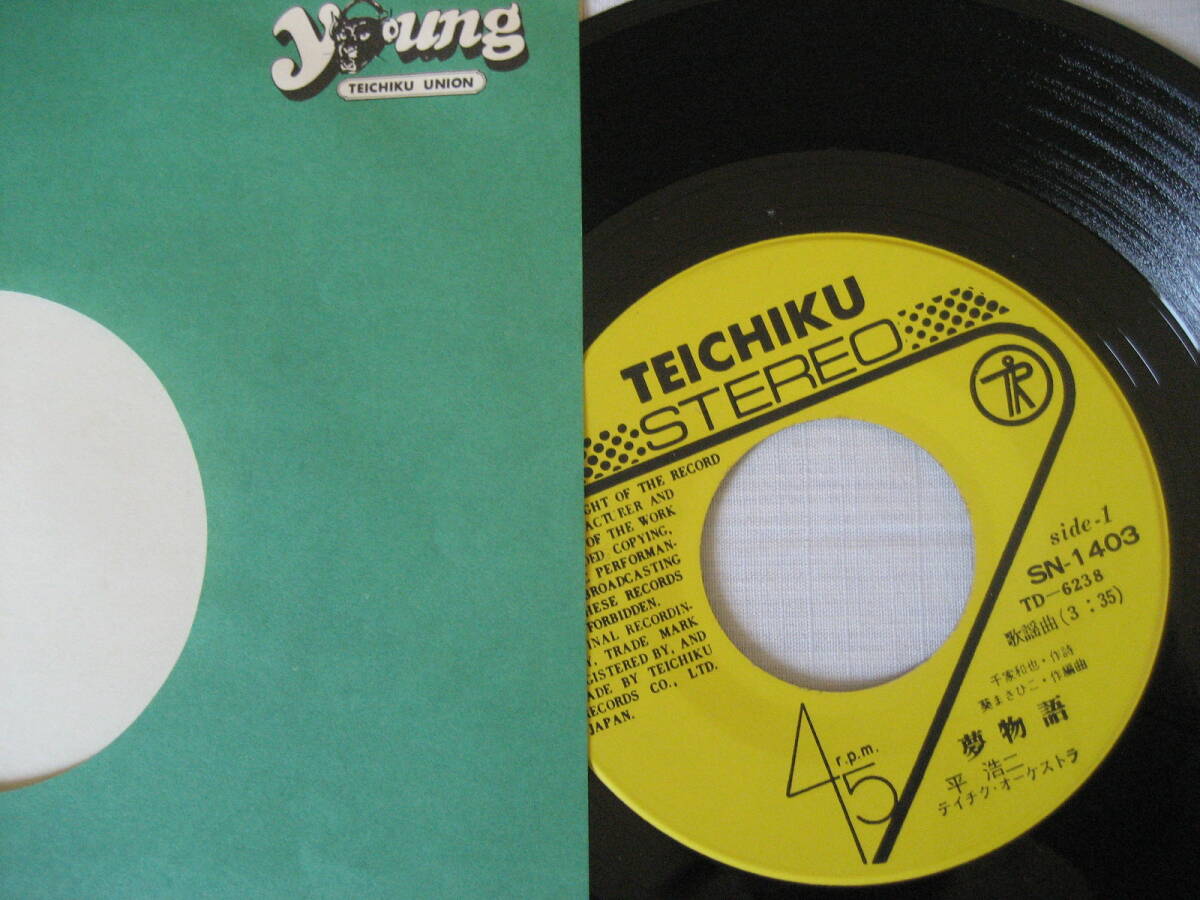 young
TEICHIKU UNION
TEICHIKU
STEREO
GHT OF THE RECORD
ACTURER AND
OF THE WORK
DED COPYING,
PERFORMAN-
BROADCASTING
HESE RECORDS
FORBIDDEN.
INAL RECORDIN-
TRADE MARK
GISTERED BY, AND
ADE BY TEICHIKU
RECORDS CO., LTD.
JAPAN.
side-1
SN-1403
TD-6238
歌謡曲(3:35)
千家和也・作詩
葵まさひこ・作編曲
夢物語
平 浩二
テイチク・オーケストラ
45 r.p.m.